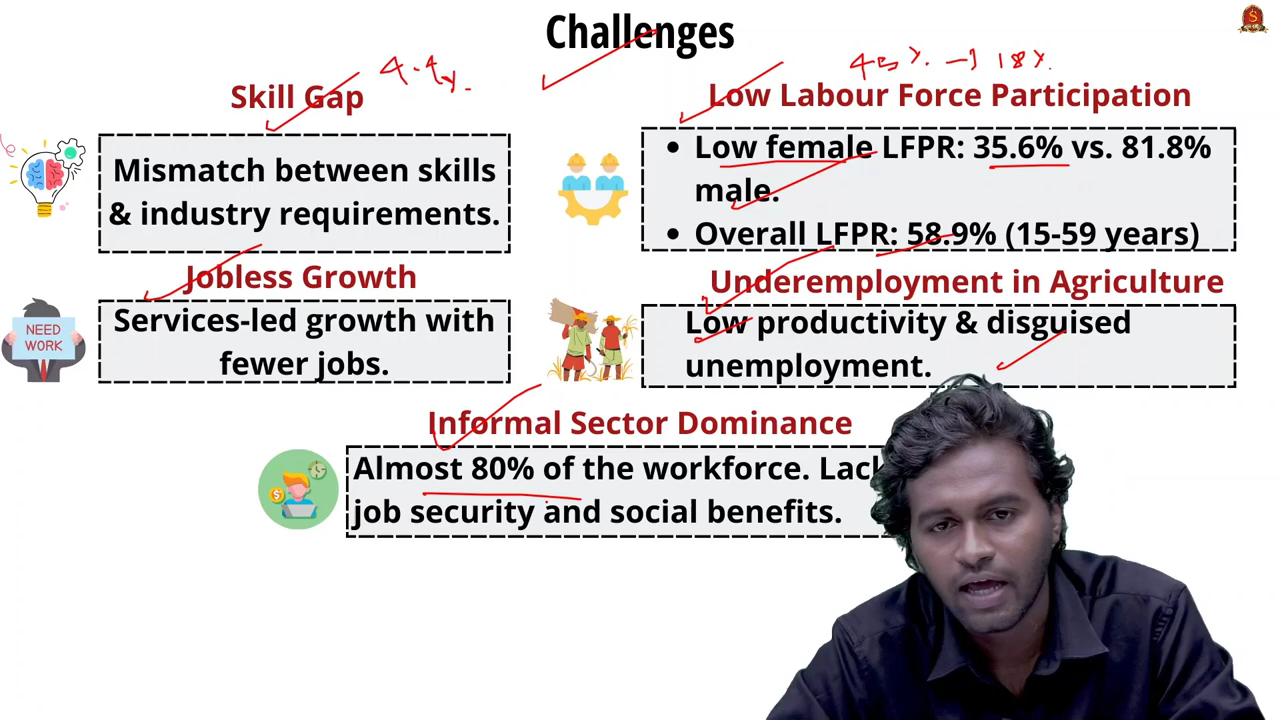 Challenges
4.4%.
43%. → 18%.
Skill Gap
Low Labour Force Participation
Mismatch between skills
& industry requirements.
• Low female LFPR: 35.6% vs. 81.8%
male.
• Overall LFPR: 58.9% (15-59 years)
Jobless Growth
Underemployment in Agriculture
NEED
WORK
Services-led growth with
fewer jobs.
Low productivity & disguised
unemployment.
Informal Sector Dominance
Almost 80% of the workforce. Lack
job security and social benefits.